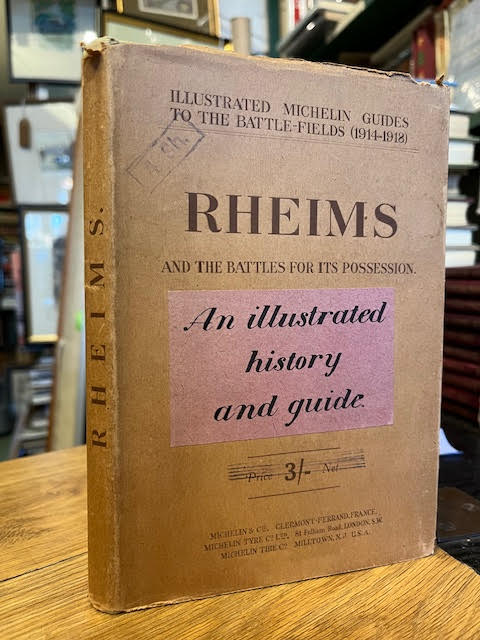 ILLUSTRATED MICHELIN GUIDES
TO THE BATTLE-FIELDS (1914-1918)
RHEIMS
AND THE BATTLES FOR ITS POSSESSION.
An illustrated
history
and guide.
Price 3/- Net
MICHELIN & CIE. CLERMONT-FERRAND, FRANCE.
MICHELIN TYRE Co LTD. 81 Fulham Road, LONDON, S.W.
MICHELIN TIRE Co. MILLTOWN, N.J. U.S.A.
RHEIMS.